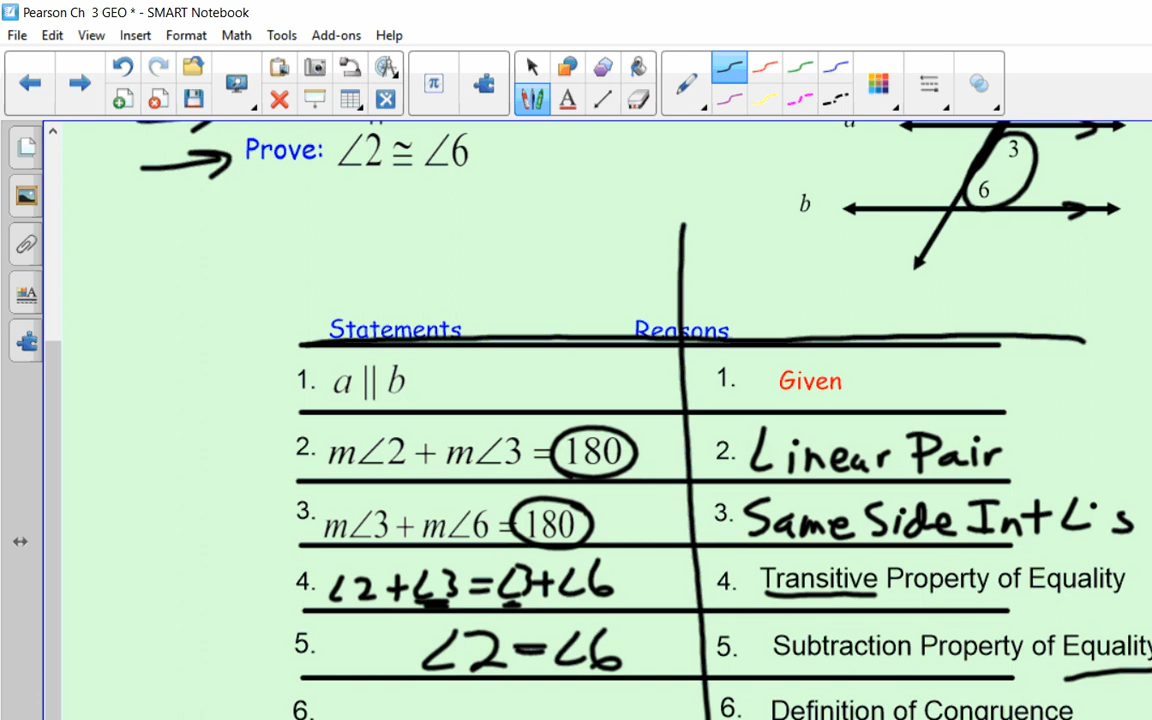 Pearson Ch 3 GEO * - SMART Notebook
File Edit View Insert Format Math Tools Add-ons Help
π
A
a
Prove: ∠2 ≅ ∠6
3
6
b
Statements Reasons
1. a || b 1. Given
2. m∠2 + m∠3 = 180 2. Linear Pair
3. m∠3 + m∠6 = 180 3. Same Side Int ∠'s
4. ∠2 + ∠3 = ∠3 + ∠6 4. Transitive Property of Equality
5. ∠2 = ∠6 5. Subtraction Property of Equality
6. 6. Definition of Congruence